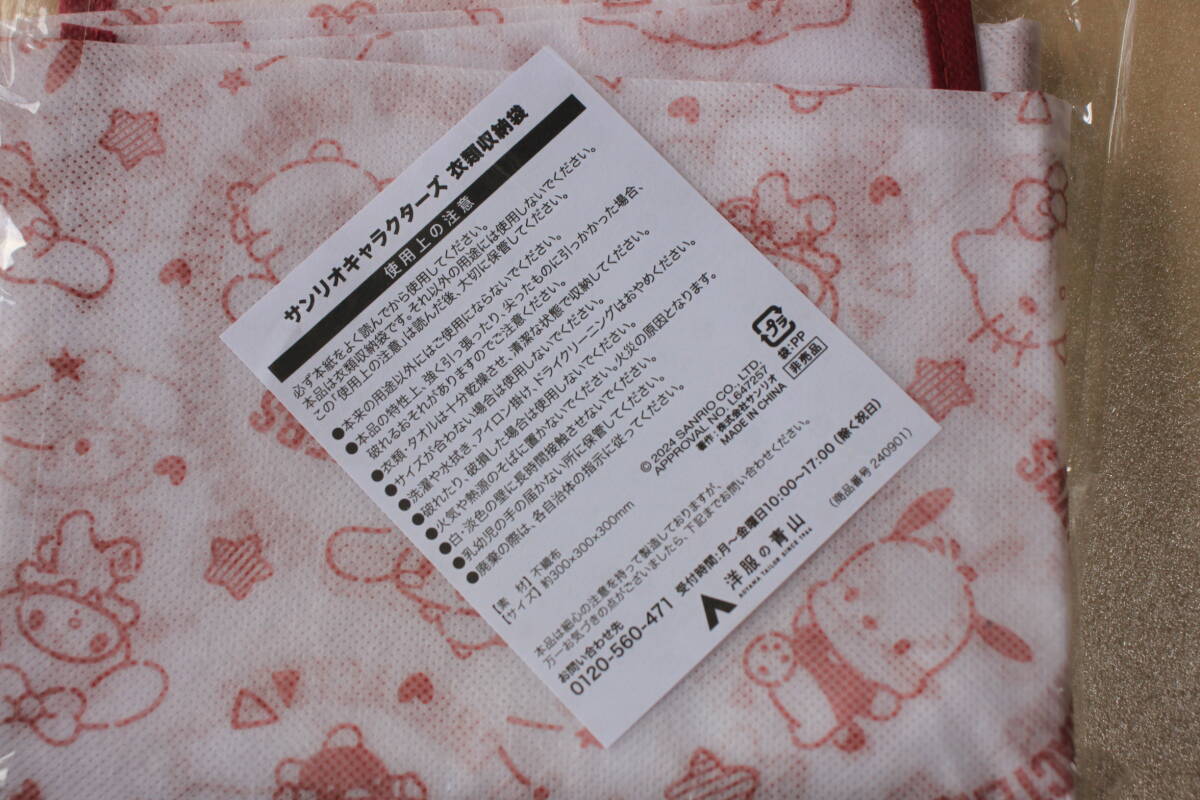 サンリオキャラクターズ 衣類収納袋
使用上の注意
必ず本紙をよく読んでから使用してください。
本品は衣類収納袋です。それ以外の用途には使用しないでください。
この「使用上の注意」は読んだ後、大切に保管してください。
●本来の用途以外にはご使用にならないでください。
●本品の特性上、強く引っ張ったり、尖ったものに引っかかった場合、
破れるおそれがありますのでご注意ください。
●衣類・タオルは十分乾燥させ、清潔な状態で収納してください。
●サイズが合わない場合は使用しないでください。
●洗濯や水拭き、アイロン掛け、ドライクリーニングはおやめください。
●破れたり、破損した場合は使用しないでください。
●火気や熱源のそばに置かないでください。火災の原因となります。
●白・淡色の壁に長時間接触させないでください。
●乳幼児の手の届かない所に保管してください。
●廃棄の際は、各自治体の指示に従ってください。
プラ
袋:PP
© 2024 SANRIO CO., LTD.
APPROVAL NO. L647257
著作 株式会社サンリオ
MADE IN CHINA
非売品
【素 材】不織布
【サイズ】約300×300×300mm
本品は細心の注意を持って製造しておりますが、
万一お気づきの点がございましたら、下記までお問い合わせください。
お問い合わせ先
0120-560-471 受付時間:月〜金曜日10:00〜17:00(除く祝日)
洋服の青山
AOYAMA TAILOR SINCE 1964
(商品番号 240901)